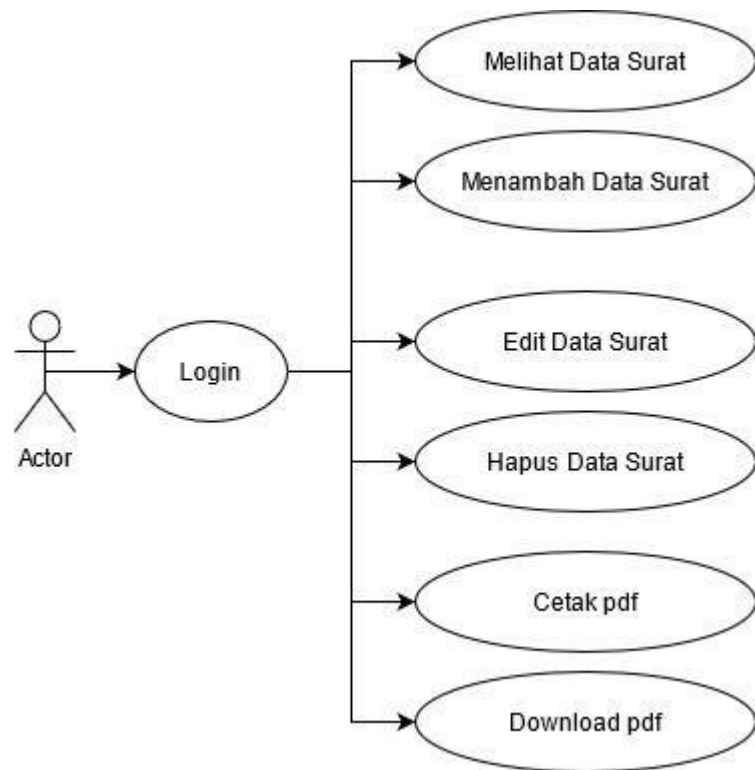 Melihat Data Surat
Menambah Data Surat
Edit Data Surat
Login
Actor
Hapus Data Surat
Cetak pdf
Download pdf